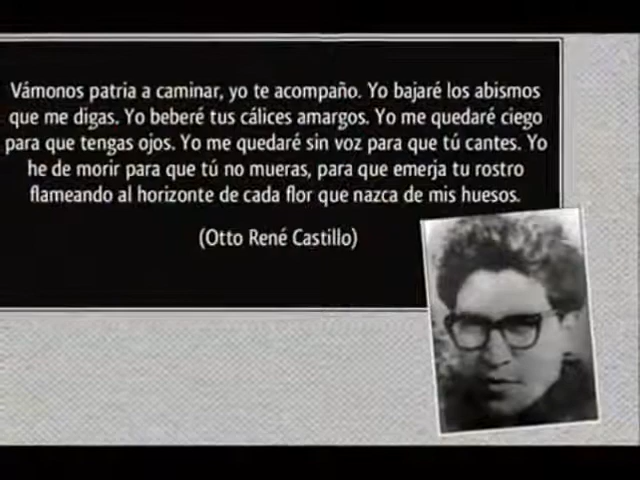 Vámonos patria a caminar, yo te acompaño. Yo bajaré los abismos
que me digas. Yo beberé tus cálices amargos. Yo me quedaré ciego
para que tengas ojos. Yo me quedaré sin voz para que tú cantes. Yo
he de morir para que tú no mueras, para que emerja tu rostro
flameando al horizonte de cada flor que nazca de mis huesos.
(Otto René Castillo)